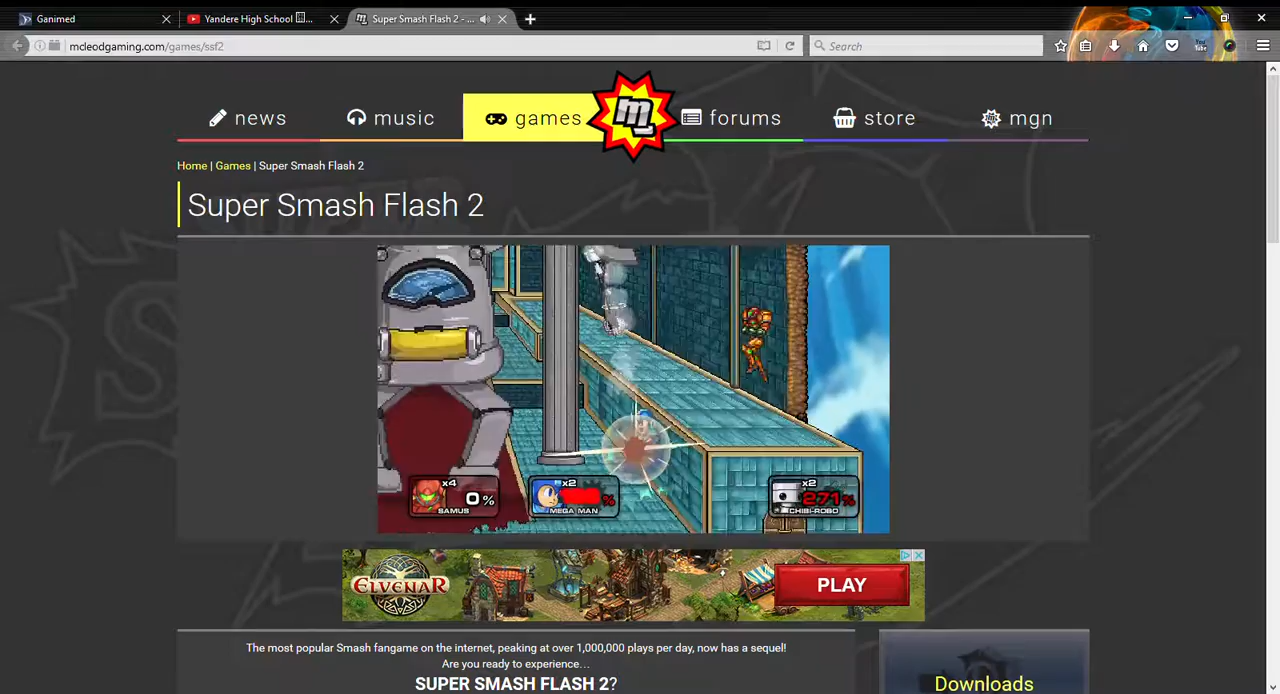 Ganimed
Yandere High School
Super Smash Flash 2 - ...
mcleodgaming.com/games/ssf2
Search
You
Tube
news
music
games
m
forums
store
mgn
Home | Games | Super Smash Flash 2
Super Smash Flash 2
x4
0 %
SAMUS
x2
%
MEGA MAN
x2
271%
CHIBI-ROBO
ELVENAR
PLAY
The most popular Smash fangame on the internet, peaking at over 1,000,000 plays per day, now has a sequel!
Are you ready to experience...
SUPER SMASH FLASH 2?
Downloads